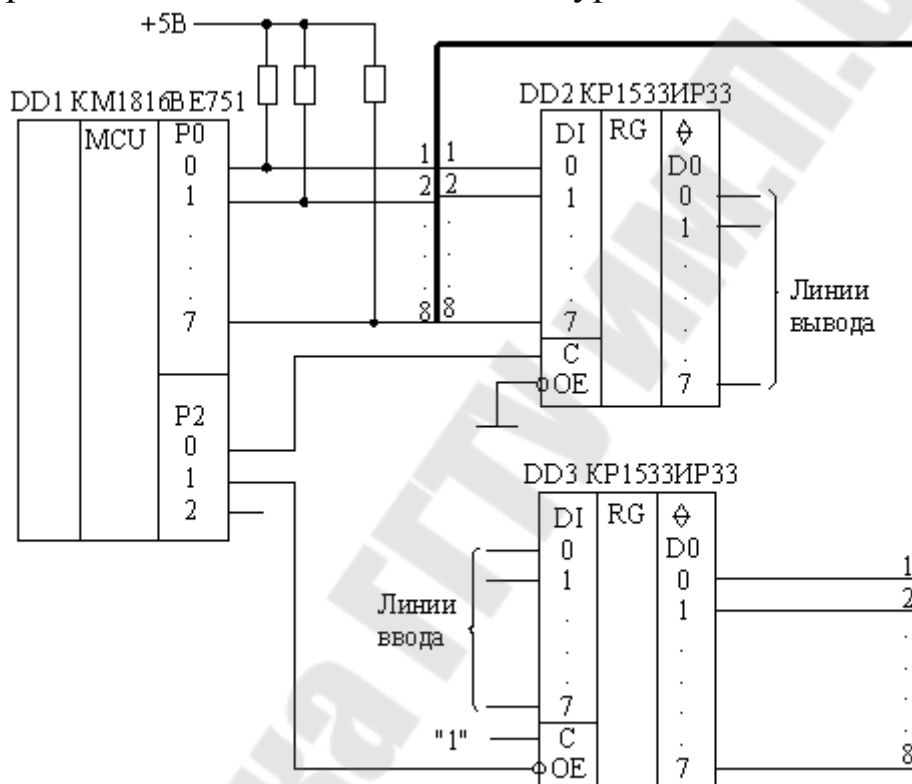 +5В
DD1 КМ1816ВЕ751
MCU
P0
0
1
.
.
.
7
P2
0
1
2
1 1
2 2
. .
. .
. .
8 8
DD2 КР1533ИР33
DI
0
1
.
.
.
7
C
OE
RG
D0
0
1
.
.
.
7
Линии
вывода
DD3 КР1533ИР33
Линии
ввода
"1"
DI
0
1
.
.
.
7
C
OE
RG
D0
0
1
.
.
.
7
1
2
.
.
.
8